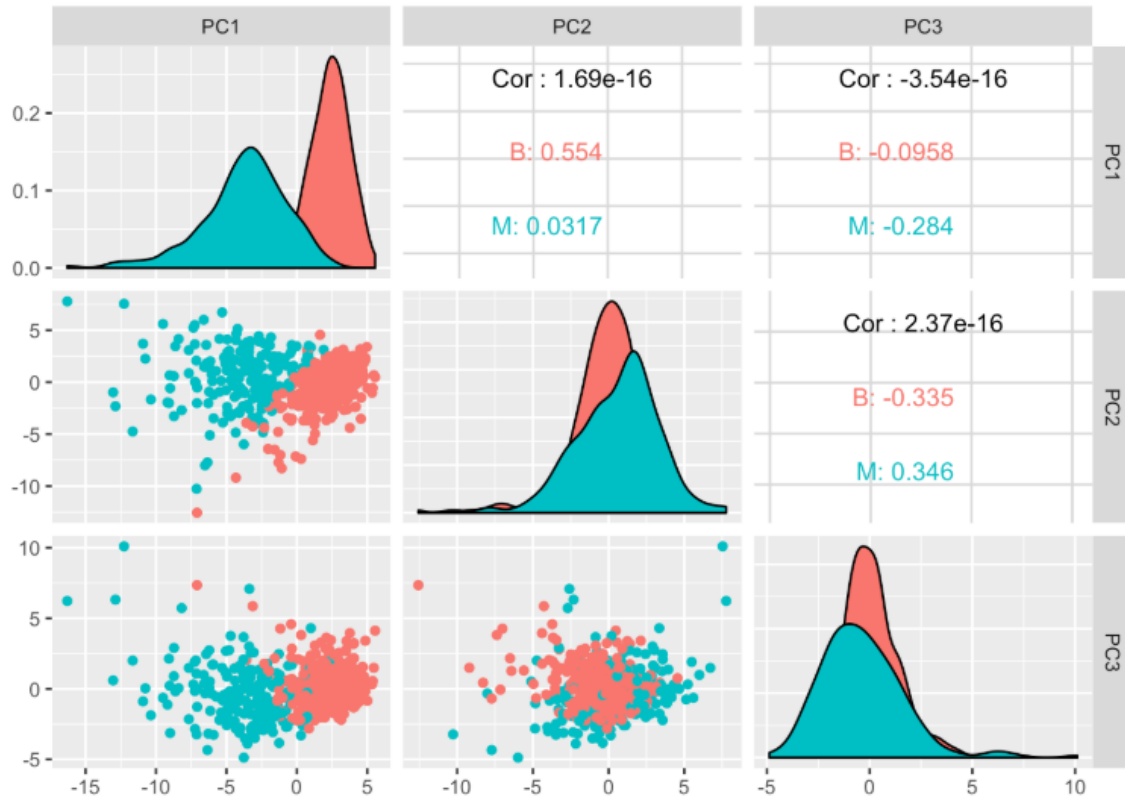 PC1 PC2 PC3
0.2
0.1
0.0
Cor : 1.69e-16
B: 0.554
M: 0.0317
Cor : -3.54e-16
B: -0.0958
M: -0.284
PC1
5
0
-5
-10
Cor : 2.37e-16
B: -0.335
M: 0.346
PC2
10
5
0
-5
PC3
-15 -10 -5 0 5
-10 -5 0 5
-5 0 5 10